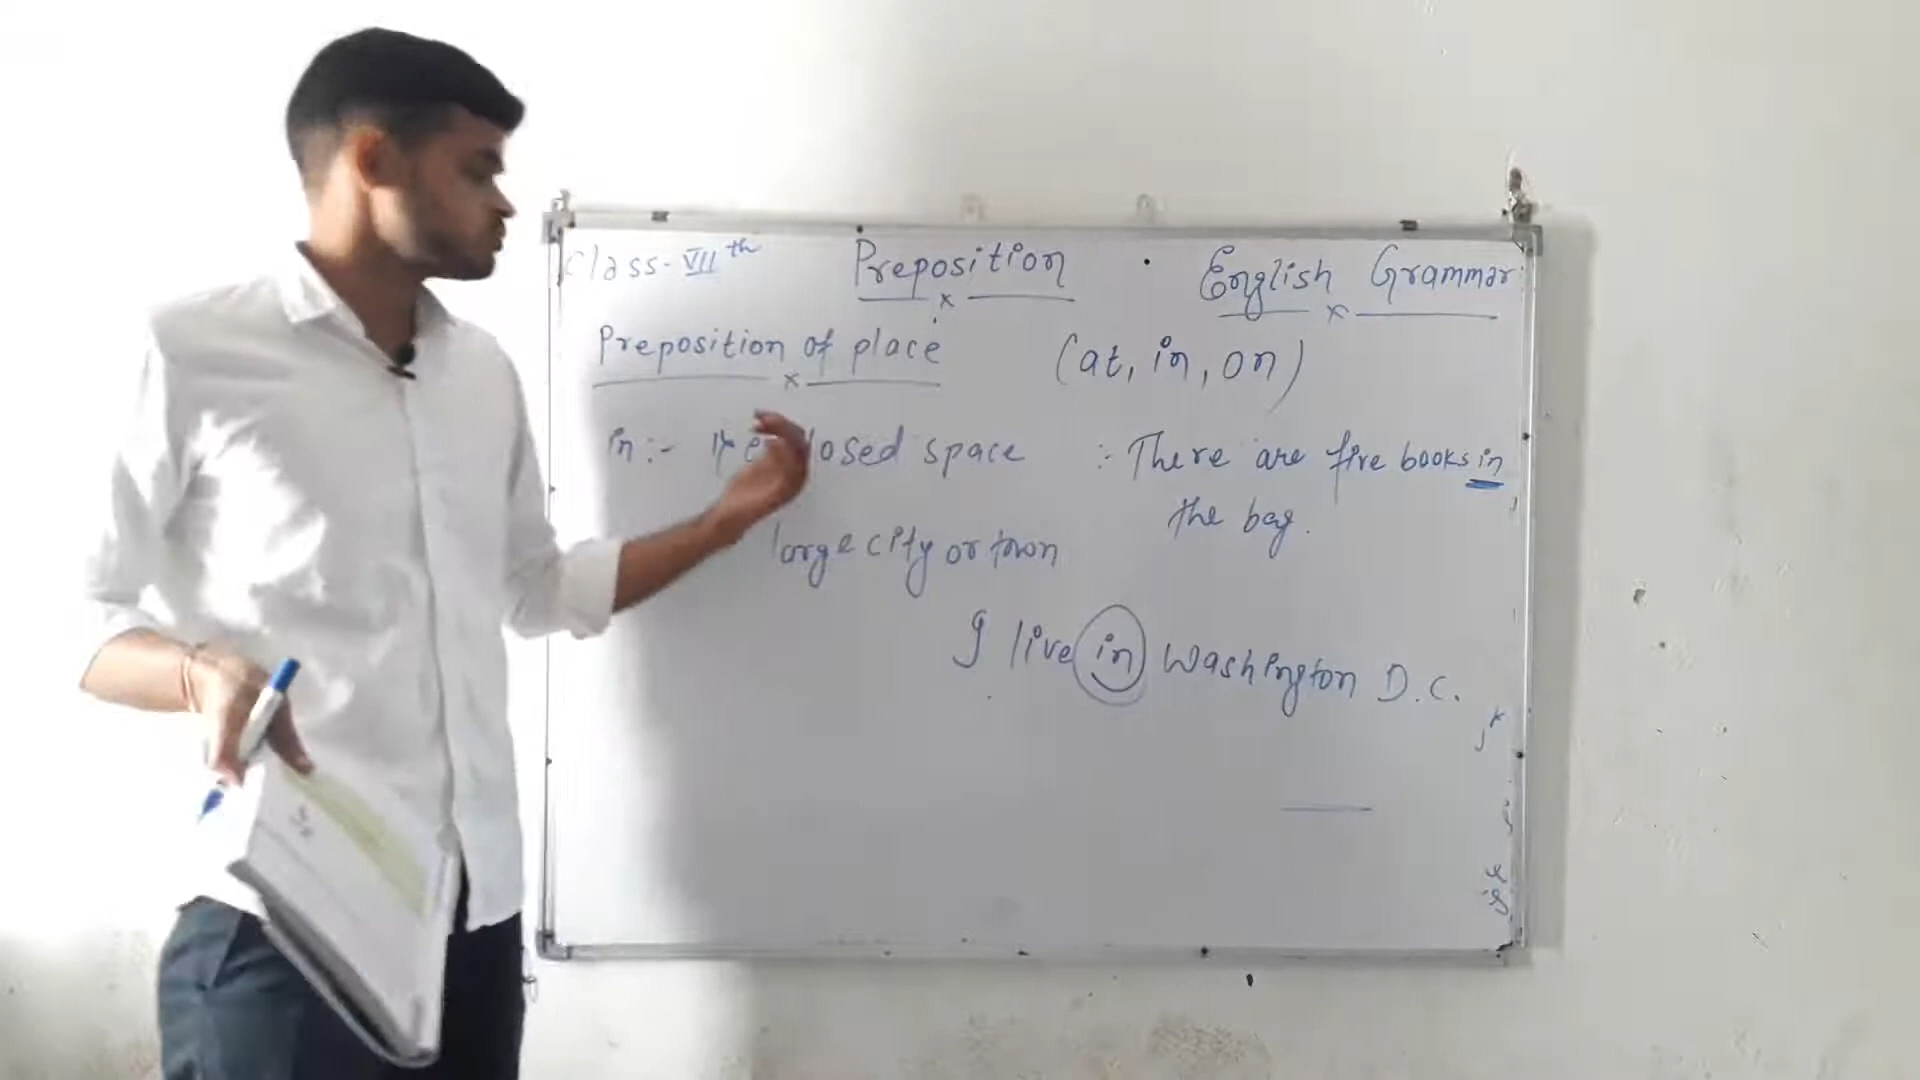 Class-VIIth Preposition English Grammar
Preposition of place (at, in, on)
in:- space :- There are five books in
the bag.
large city or town
I live in Washington D.C.